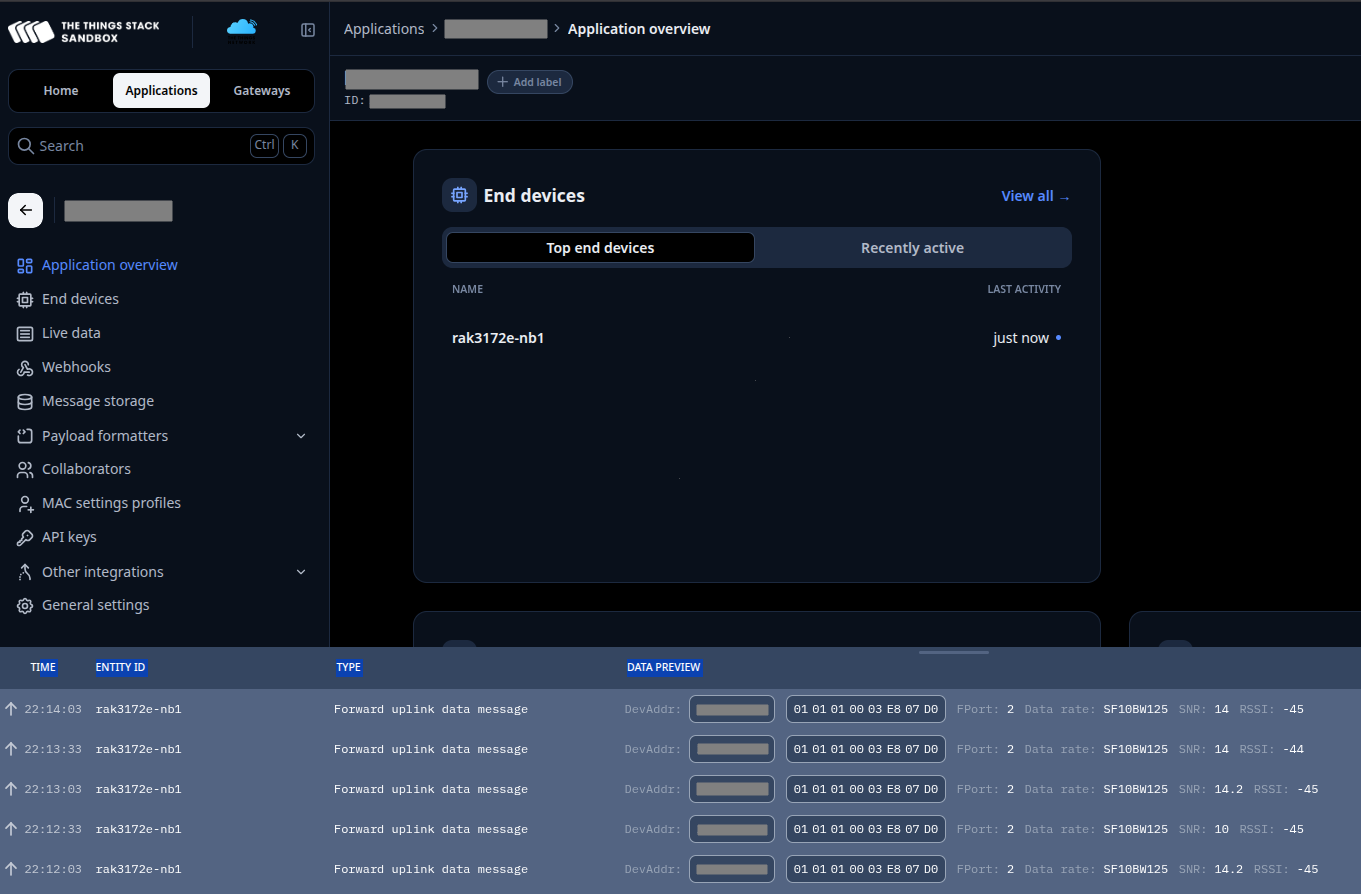 THE THINGS STACK
SANDBOX
Applications > > Application overview
Home Applications Gateways
+ Add label
ID:
Search Ctrl K
End devices View all →
Top end devices Recently active
NAME LAST ACTIVITY
rak3172e-nb1 just now
Application overview
End devices
Live data
Webhooks
Message storage
Payload formatters
Collaborators
MAC settings profiles
API keys
Other integrations
General settings
TIME ENTITY ID TYPE DATA PREVIEW
22:14:03 rak3172e-nb1 Forward uplink data message DevAddr: 01 01 01 00 03 E8 07 D0 FPort: 2 Data rate: SF10BW125 SNR: 14 RSSI: -45
22:13:33 rak3172e-nb1 Forward uplink data message DevAddr: 01 01 01 00 03 E8 07 D0 FPort: 2 Data rate: SF10BW125 SNR: 14 RSSI: -44
22:13:03 rak3172e-nb1 Forward uplink data message DevAddr: 01 01 01 00 03 E8 07 D0 FPort: 2 Data rate: SF10BW125 SNR: 14.2 RSSI: -45
22:12:33 rak3172e-nb1 Forward uplink data message DevAddr: 01 01 01 00 03 E8 07 D0 FPort: 2 Data rate: SF10BW125 SNR: 10 RSSI: -45
22:12:03 rak3172e-nb1 Forward uplink data message DevAddr: 01 01 01 00 03 E8 07 D0 FPort: 2 Data rate: SF10BW125 SNR: 14.2 RSSI: -45